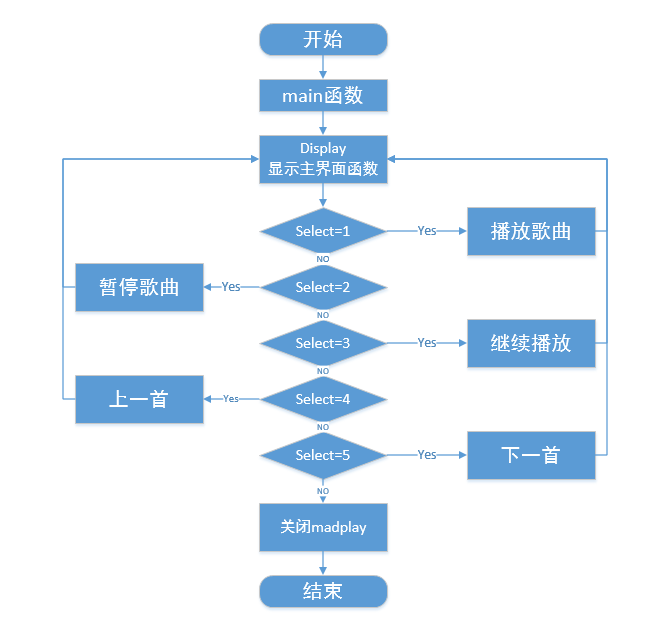 开始
main函数
Display
显示主界面函数
Select=1
Yes
播放歌曲
NO
暂停歌曲
Yes
Select=2
NO
Select=3
Yes
继续播放
NO
上一首
Yes
Select=4
NO
Select=5
Yes
下一首
NO
关闭madplay
结束